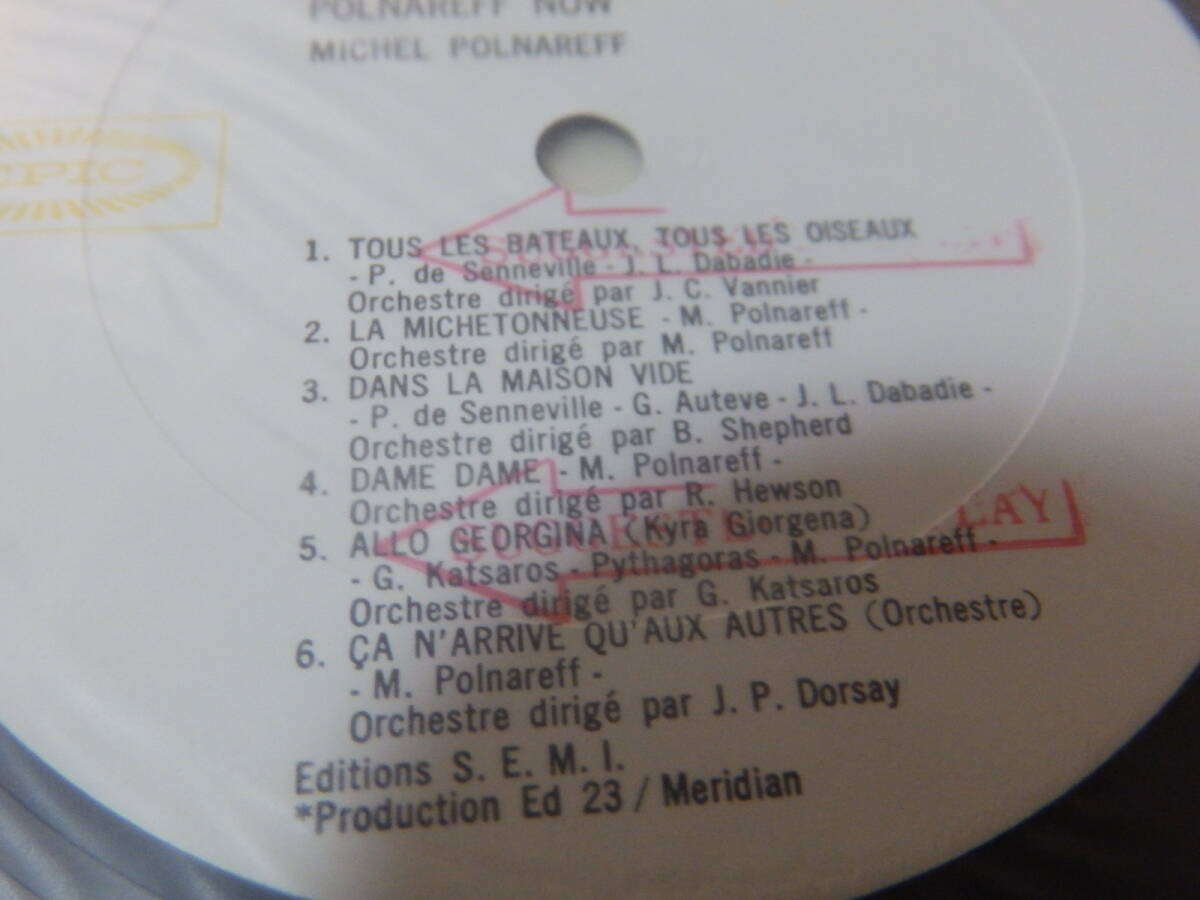 POLNAREFF NOW
MICHEL POLNAREFF
EPIC
1. TOUS LES BATEAUX, TOUS LES OISEAUX
- P. de Senneville - J. L. Dabadie -
Orchestre dirigé par J. C. Vannier
2. LA MICHETONNEUSE - M. Polnareff -
Orchestre dirigé par M. Polnareff
3. DANS LA MAISON VIDE
- P. de Senneville - G. Auteve - J. L. Dabadie -
Orchestre dirigé par B. Shepherd
4. DAME DAME - M. Polnareff -
Orchestre dirigé par R. Hewson
5. ALLO GEORGINA (Kyra Giorgena)
- G. Katsaros - Pythagoras - M. Polnareff -
Orchestre dirigé par G. Katsaros
6. ÇA N'ARRIVE QU'AUX AUTRES (Orchestre)
- M. Polnareff -
Orchestre dirigé par J. P. Dorsay
Editions S. E. M. I.
*Production Ed 23 / Meridian